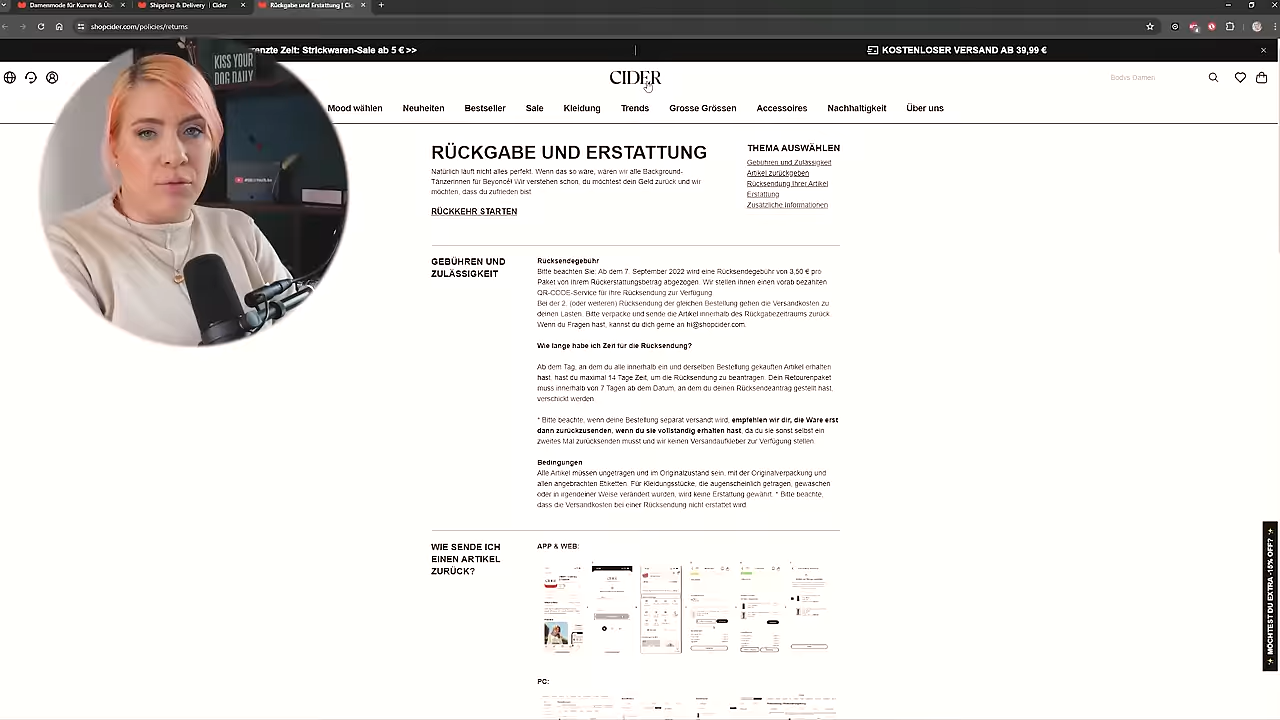 Damenmode für Kurven & Üb
Shipping & Delivery | Cider
Rückgabe und Erstattung | Cid
shopcider.com/policies/return
enzte Zeit: Strickwaren-Sale ab 5 € >>
KOSTENLOSER VERSAND AB 39,99 €
KISS YOUR
DOG DAILY
CIDER
Bodys Damen
Mood wählen Neuheiten Bestseller Sale Kleidung Trends Grosse Grössen Accessoires Nachhaltigkeit Über uns
RÜCKGABE UND ERSTATTUNG
Natürlich läuft nicht alles perfekt. Wenn das so wäre, wären wir alle Background-
Tänzerinnen für Beyoncé! Wir verstehen schon, du möchtest dein Geld zurück und wir
möchten, dass du zufrieden bist.
RÜCKKEHR STARTEN
THEMA AUSWÄHLEN
Gebühren und Zulässigkeit
Artikel zurückgeben
Rücksendung Ihrer Artikel
Erstattung
Zusätzliche Informationen
GEBÜHREN UND
ZULÄSSIGKEIT
Rücksendegebühr
Bitte beachten Sie: Ab dem 7. September 2022 wird eine Rücksendegebühr von 3,50 € pro
Paket von ihrem Rückerstattungsbetrag abgezogen. Wir stellen ihnen einen vorab bezahlten
QR-CODE-Service für ihre Rücksendung zur Verfügung.
Bei der 2. (oder weiteren) Rücksendung der gleichen Bestellung gehen die Versandkosten zu
deinen Lasten. Bitte verpacke und sende die Artikel innerhalb des Rückgabezeitraums zurück.
Wenn du Fragen hast, kannst du dich gerne an hi@shopcider.com.
Wie lange habe ich Zeit für die Rücksendung?
Ab dem Tag, an dem du alle innerhalb ein und derselben Bestellung gekauften Artikel erhalten
hast, hast du maximal 14 Tage Zeit, um die Rücksendung zu beantragen. Dein Retourenpaket
muss innerhalb von 7 Tagen ab dem Datum, an dem du deinen Rücksendeantrag gestellt hast,
verschickt werden.
* Bitte beachte, wenn deine Bestellung separat versandt wird, empfehlen wir dir, die Ware erst
dann zurückzusenden, wenn du sie vollständig erhalten hast, da du sie sonst selbst ein
zweites Mal zurücksenden musst und wir keinen Versandaufkleber zur Verfügung stellen.
Bedingungen
Alle Artikel müssen ungetragen und im Originalzustand sein, mit der Originalverpackung und
allen angebrachten Etiketten. Für Kleidungsstücke, die augenscheinlich getragen, gewaschen
oder in irgendeiner Weise verändert wurden, wird keine Erstattung gewährt. * Bitte beachte,
dass die Versandkosten bei einer Rücksendung nicht erstattet wird
WIE SENDE ICH
EINEN ARTIKEL
ZURÜCK?
APP & WEB:
PC:
MÖCHTEST DU EXTRA-15% OFF?